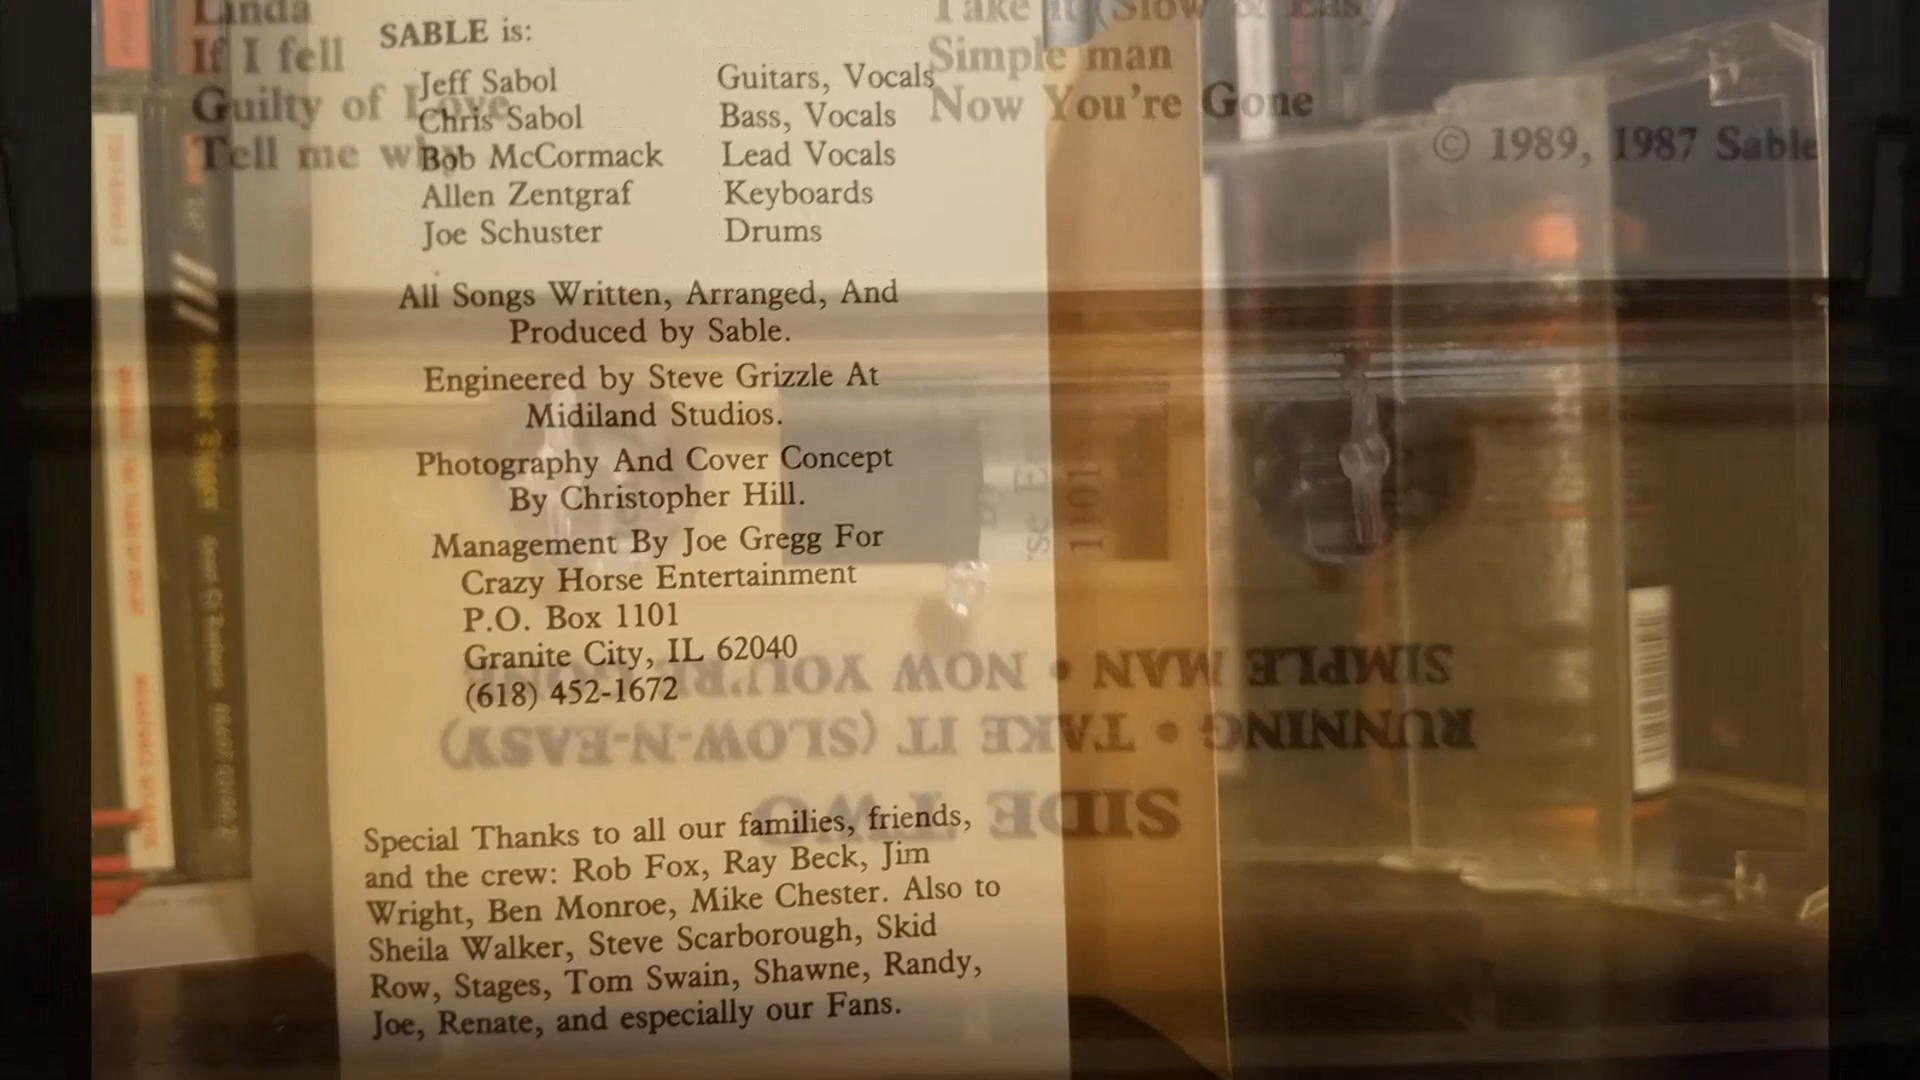 Linda
If I fell
Guilty of Love
Tell me why
Take it (Slow & Easy
Simple man
Now You're Gone
© 1989, 1987 Sable
SABLE is:
Jeff Sabol Guitars, Vocals
Chris Sabol Bass, Vocals
Bob McCormack Lead Vocals
Allen Zentgraf Keyboards
Joe Schuster Drums
All Songs Written, Arranged, And
Produced by Sable.
Engineered by Steve Grizzle At
Midiland Studios.
Photography And Cover Concept
By Christopher Hill.
Management By Joe Gregg For
Crazy Horse Entertainment
P.O. Box 1101
Granite City, IL 62040
(618) 452-1672
Special Thanks to all our families, friends,
and the crew: Rob Fox, Ray Beck, Jim
Wright, Ben Monroe, Mike Chester. Also to
Sheila Walker, Steve Scarborough, Skid
Row, Stages, Tom Swain, Shawne, Randy,
Joe, Renate, and especially our Fans.
1101
SIDE TWO
RUNNING • TAKE IT (SLOW-N-EASY)
SIMPLE MAN • NOW YOU'RE